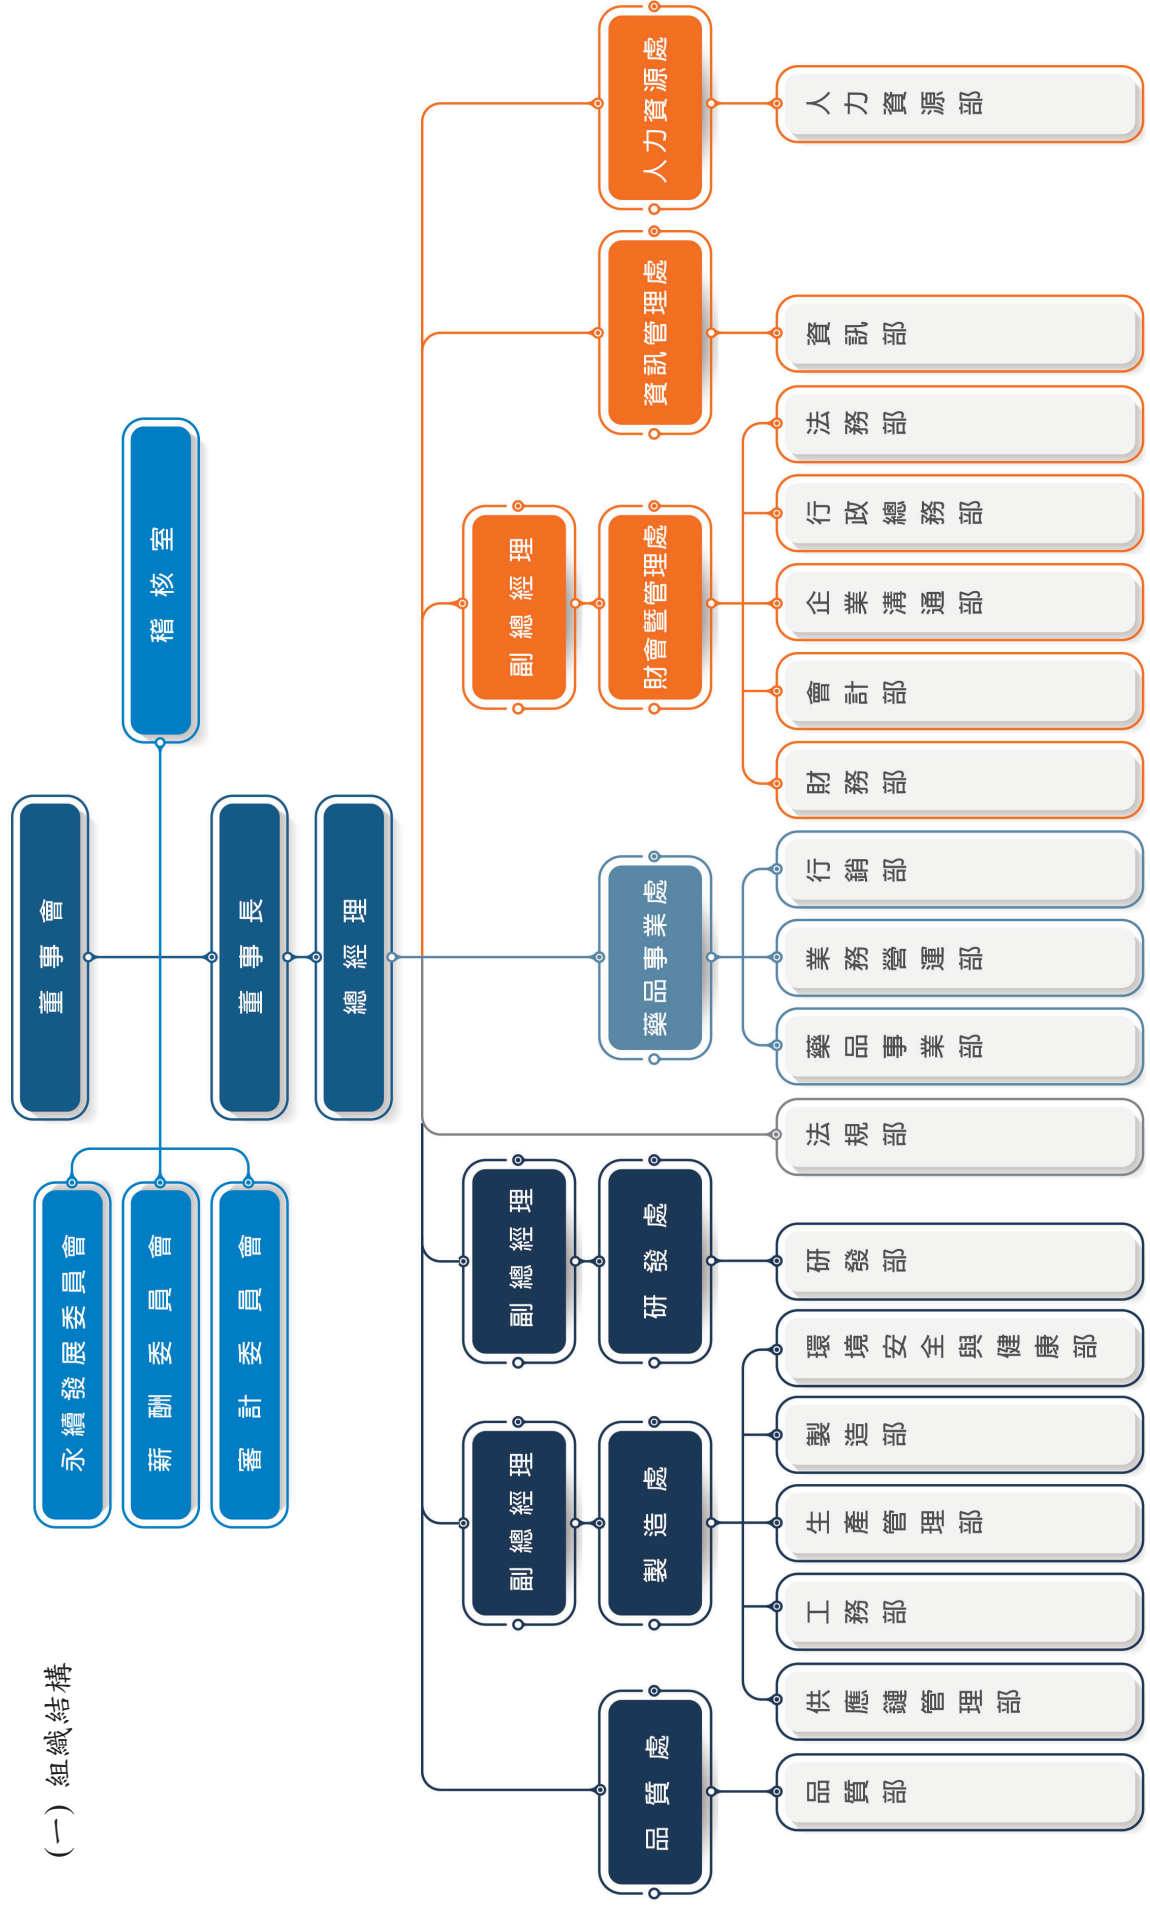 (一) 組織結構
董事會
稽核室
永續發展委員會
薪酬委員會
審計委員會
董事長
總經理
副總經理
副總經理
副總經理
品質處
製造處
研發處
藥品事業處
財會暨管理處
資訊管理處
人力資源處
品質部
供應鏈管理部
工務部
生產管理部
製造部
環境安全與健康部
研發部
法規部
藥品事業部
業務營運部
行銷部
財務部
會計部
企業溝通部
行政總務部
法務部
資訊部
人力資源部